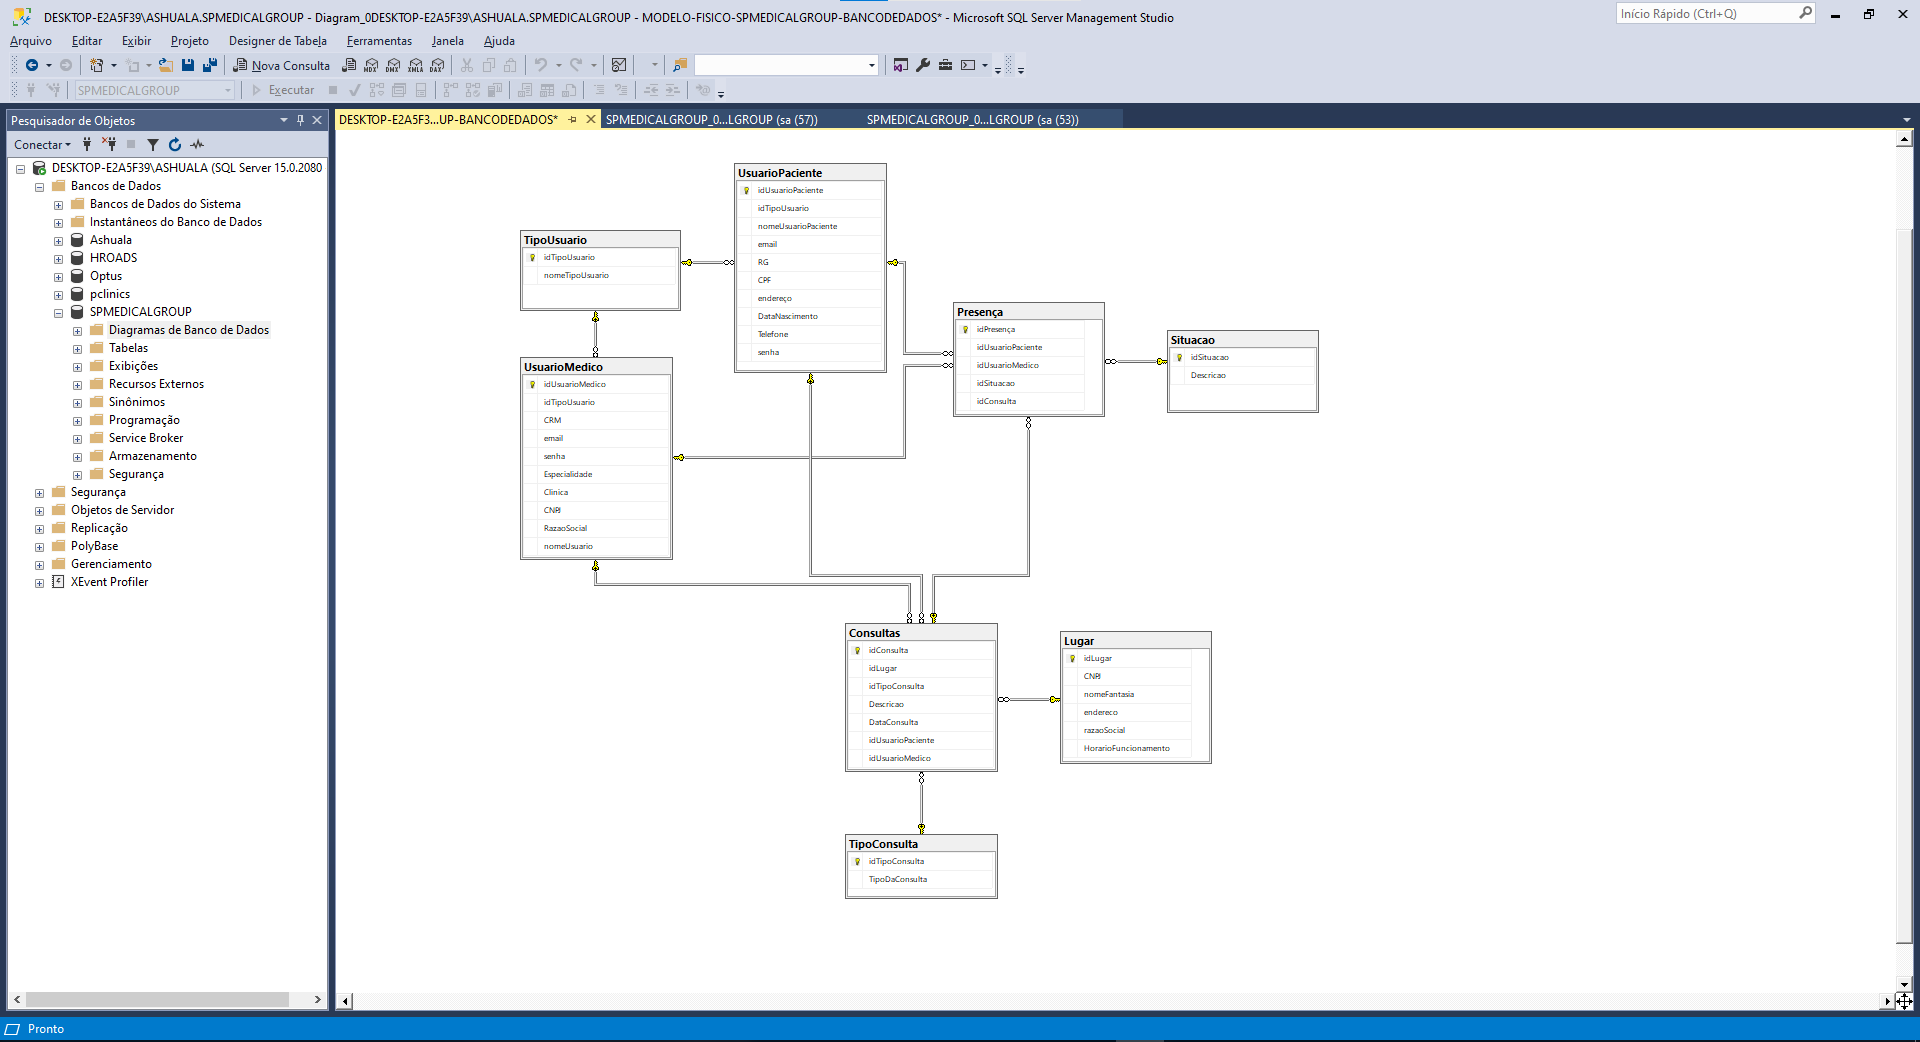 DESKTOP-E2A5F39\ASHUALA.SPMEDICALGROUP - Diagram_0DESKTOP-E2A5F39\ASHUALA.SPMEDICALGROUP - MODELO-FISICO-SPMEDICALGROUP-BANCODEDADOS* - Microsoft SQL Server Management Studio
Início Rápido (Ctrl+Q)
Arquivo Editar Exibir Projeto Designer de Tabela Ferramentas Janela Ajuda
Nova Consulta MDX DMX XMLA DAX
SPMEDICALGROUP Executar
Pesquisador de Objetos
Conectar
DESKTOP-E2A5F39\ASHUALA (SQL Server 15.0.2080
Bancos de Dados
Bancos de Dados do Sistema
Instantâneos do Banco de Dados
Ashuala
HROADS
Optus
pclinics
SPMEDICALGROUP
Diagramas de Banco de Dados
Tabelas
Exibições
Recursos Externos
Sinônimos
Programação
Service Broker
Armazenamento
Segurança
Segurança
Objetos de Servidor
Replicação
PolyBase
Gerenciamento
XEvent Profiler
DESKTOP-E2A5F3...UP-BANCODEDADOS* SPMEDICALGROUP_0...LGROUP (sa (57)) SPMEDICALGROUP_0...LGROUP (sa (53))
UsuarioPaciente
idUsuarioPaciente
idTipoUsuario
nomeUsuarioPaciente
email
RG
CPF
endereço
DataNascimento
Telefone
senha
TipoUsuario
idTipoUsuario
nomeTipoUsuario
UsuarioMedico
idUsuarioMedico
idTipoUsuario
CRM
email
senha
Especialidade
Clinica
CNPJ
RazaoSocial
nomeUsuario
Presença
idPresença
idUsuarioPaciente
idUsuarioMedico
idSituacao
idConsulta
Situacao
idSituacao
Descricao
Consultas
idConsulta
idLugar
idTipoConsulta
Descricao
DataConsulta
idUsuarioPaciente
idUsuarioMedico
Lugar
idLugar
CNPJ
nomeFantasia
endereco
razaoSocial
HorarioFuncionamento
TipoConsulta
idTipoConsulta
TipoDaConsulta
Pronto